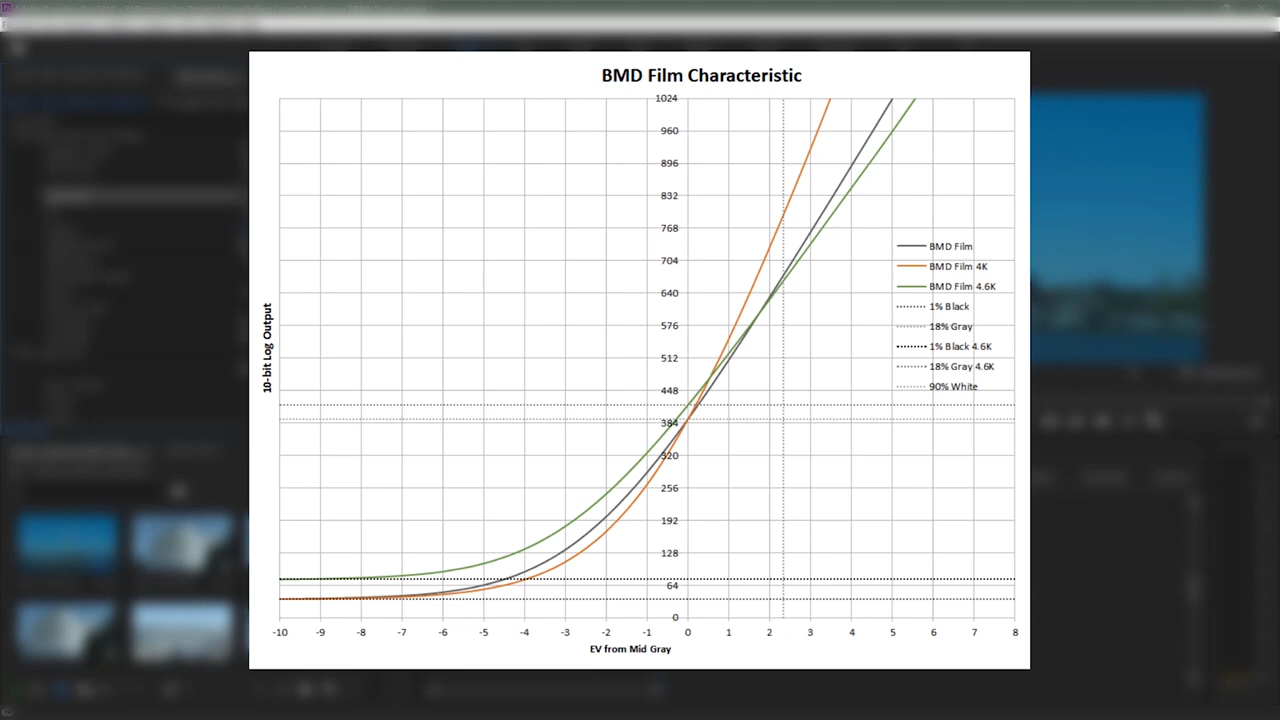 BMD Film Characteristic
1024
960
896
832
768
704
640
576
512
448
384
320
256
192
128
64
0
10-bit Log Output
BMD Film
BMD Film 4K
BMD Film 4.6K
1% Black
18% Gray
1% Black 4.6K
18% Gray 4.6K
90% White
-10 -9 -8 -7 -6 -5 -4 -3 -2 -1 0 1 2 3 4 5 6 7 8
EV from Mid Gray